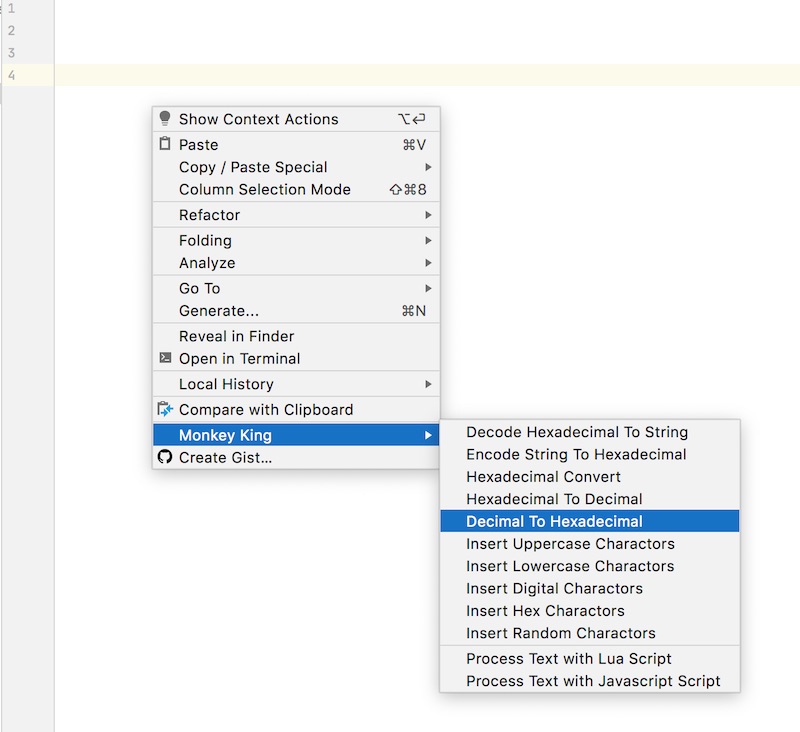 1
2
3
4
Show Context Actions ⌥⏎
Paste ⌘V
Copy / Paste Special
Column Selection Mode ⇧⌘8
Refactor
Folding
Analyze
Go To
Generate... ⌘N
Reveal in Finder
Open in Terminal
Local History
Compare with Clipboard
Monkey King
Create Gist...
Decode Hexadecimal To String
Encode String To Hexadecimal
Hexadecimal Convert
Hexadecimal To Decimal
Decimal To Hexadecimal
Insert Uppercase Charactors
Insert Lowercase Charactors
Insert Digital Charactors
Insert Hex Charactors
Insert Random Charactors
Process Text with Lua Script
Process Text with Javascript Script